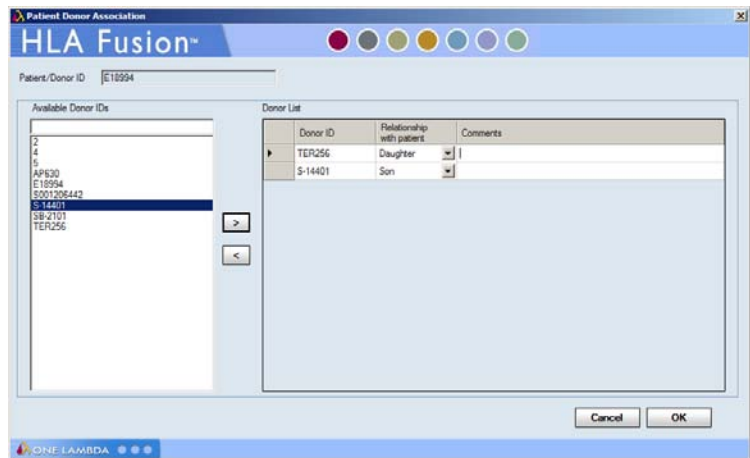 Patient Donor Association
HLA Fusion™
Patient/Donor ID E18994
Available Donor IDs
2
4
5
AP630
E18994
S001206442
S-14401
SB-2101
TER256
>
<
Donor List
Donor ID Relationship with patient Comments
TER256 Daughter
S-14401 Son
Cancel OK
ONE LAMBDA